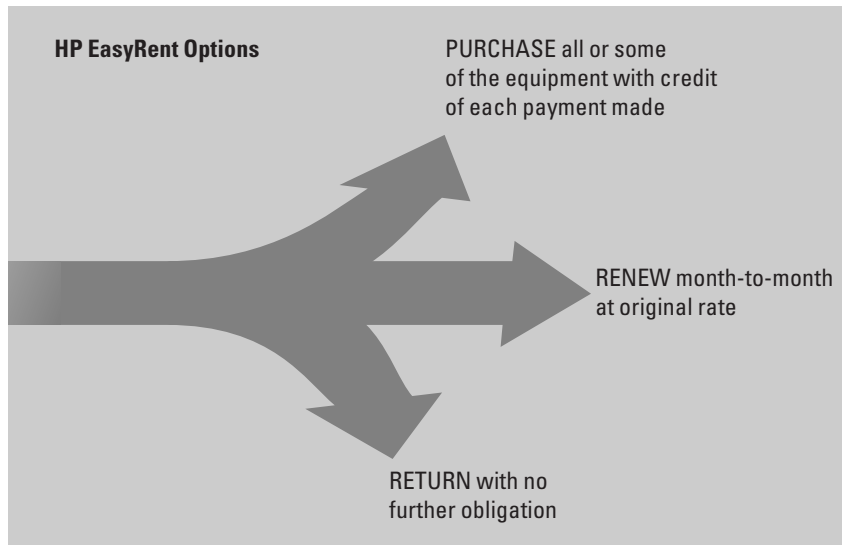 HP EasyRent Options
PURCHASE all or some
of the equipment with credit
of each payment made
RENEW month-to-month
at original rate
RETURN with no
further obligation